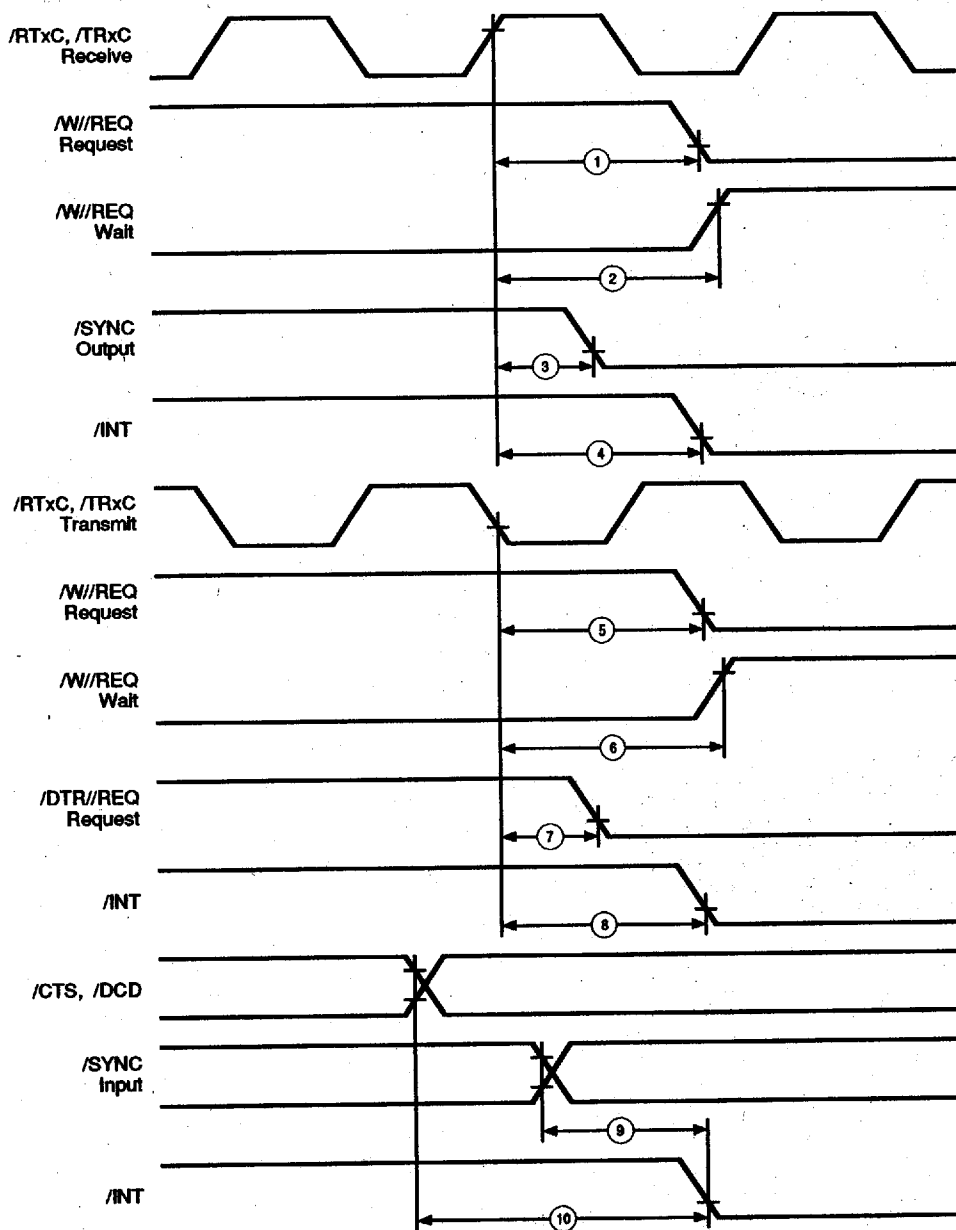 /RTxC, /TRxC
Receive
/W//REQ
Request
1
/W//REQ
Wait
2
/SYNC
Output
3
/INT
4
/RTxC, /TRxC
Transmit
/W//REQ
Request
5
/W//REQ
Wait
6
/DTR//REQ
Request
7
/INT
8
/CTS, /DCD
/SYNC
Input
9
/INT
10